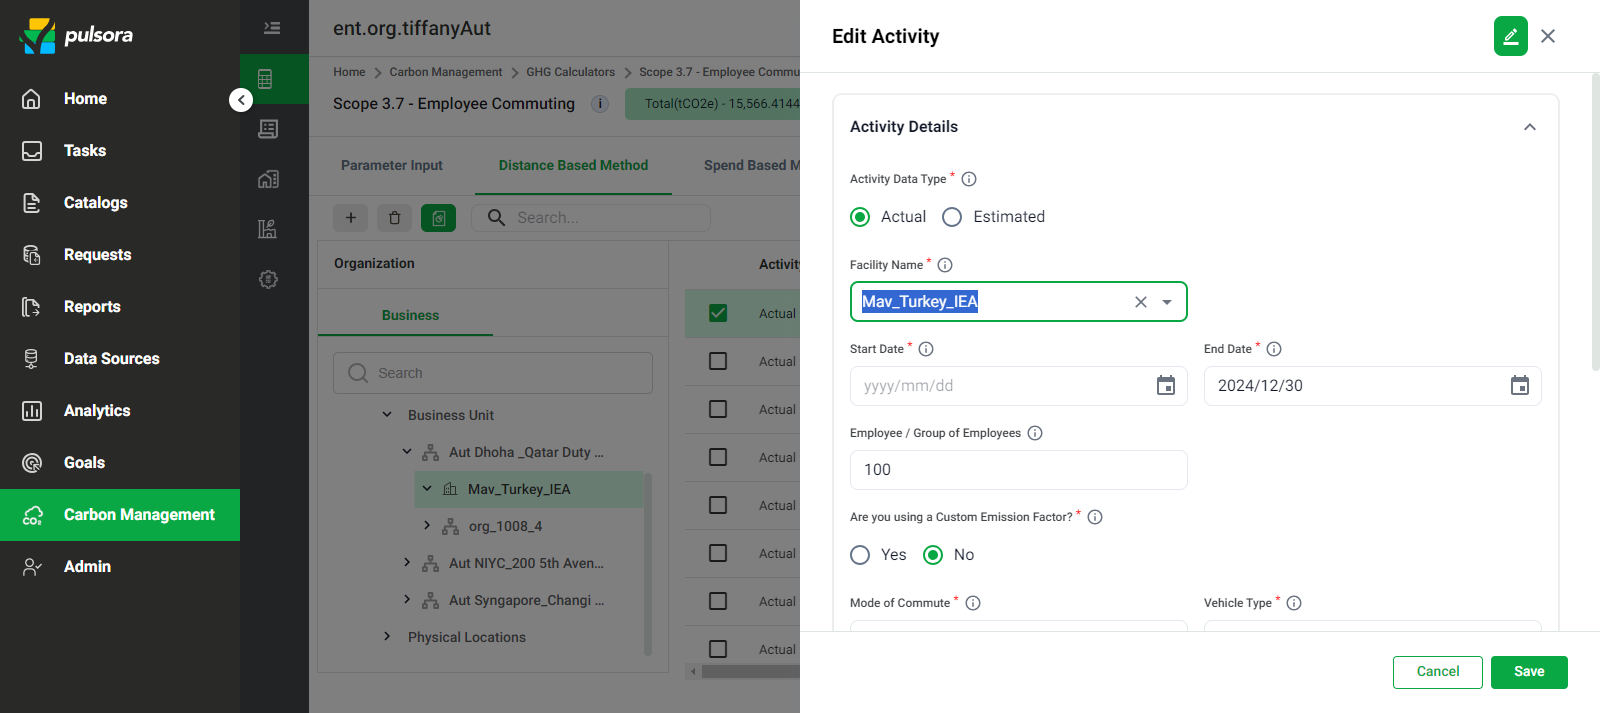 pulsora
Home
Tasks
Catalogs
Requests
Reports
Data Sources
Analytics
Goals
Carbon Management
Admin
ent.org.tiffanyAut
Home > Carbon Management > GHG Calculators > Scope 3.7 - Employee Commu
Scope 3.7 - Employee Commuting
Total(tCO2e) - 15,566.4144
Parameter Input
Distance Based Method
Spend Based M
Search...
Organization
Business
Search
Business Unit
Aut Dhoha _Qatar Duty ...
Mav_Turkey_IEA
org_1008_4
Aut NIYC_200 5th Aven...
Aut Syngapore_Changi ...
Physical Locations
Activity
Actual
Actual
Actual
Actual
Actual
Actual
Actual
Actual
Edit Activity
Activity Details
Activity Data Type *
Actual
Estimated
Facility Name *
Mav_Turkey_IEA
Start Date *
End Date *
yyyy/mm/dd
2024/12/30
Employee / Group of Employees
100
Are you using a Custom Emission Factor? *
Yes
No
Mode of Commute *
Vehicle Type *
Cancel
Save